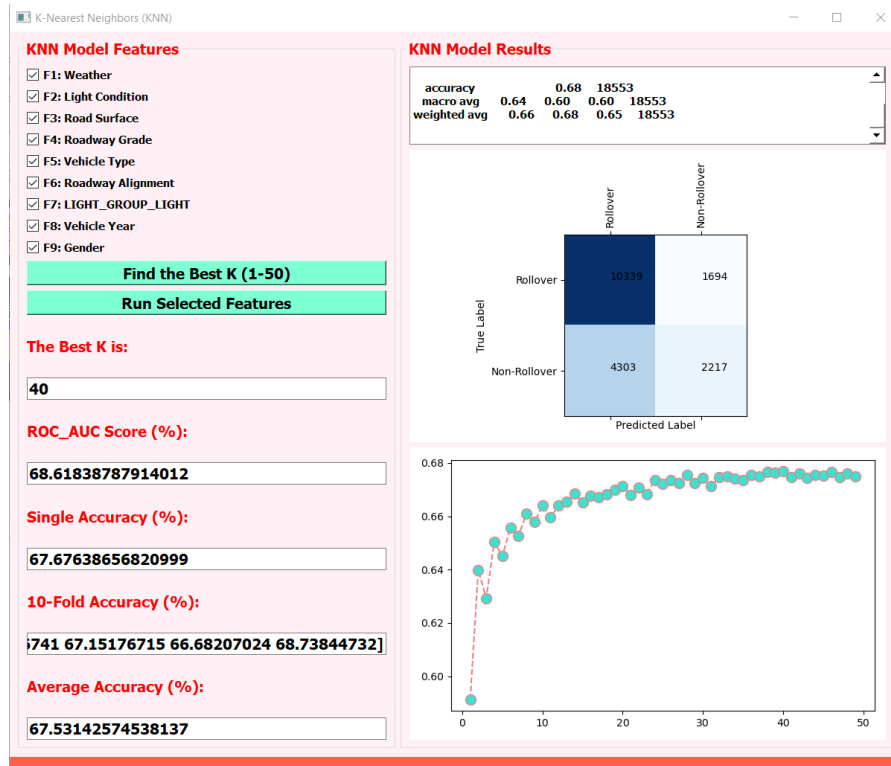 K-Nearest Neighbors (KNN)
KNN Model Features
F1: Weather
F2: Light Condition
F3: Road Surface
F4: Roadway Grade
F5: Vehicle Type
F6: Roadway Alignment
F7: LIGHT_GROUP_LIGHT
F8: Vehicle Year
F9: Gender
Find the Best K (1-50)
Run Selected Features
The Best K is:
40
ROC_AUC Score (%):
68.61838787914012
Single Accuracy (%):
67.67638656820999
10-Fold Accuracy (%):
6741 67.15176715 66.68207024 68.73844732]
Average Accuracy (%):
67.53142574538137
KNN Model Results
accuracy 0.68 18553
macro avg 0.64 0.60 0.60 18553
weighted avg 0.66 0.68 0.65 18553
Rollover
Non-Rollover
True Label
Rollover
10339 1694
Non-Rollover
4303 2217
Predicted Label
0.68
0.66
0.64
0.62
0.60
0 10 20 30 40 50